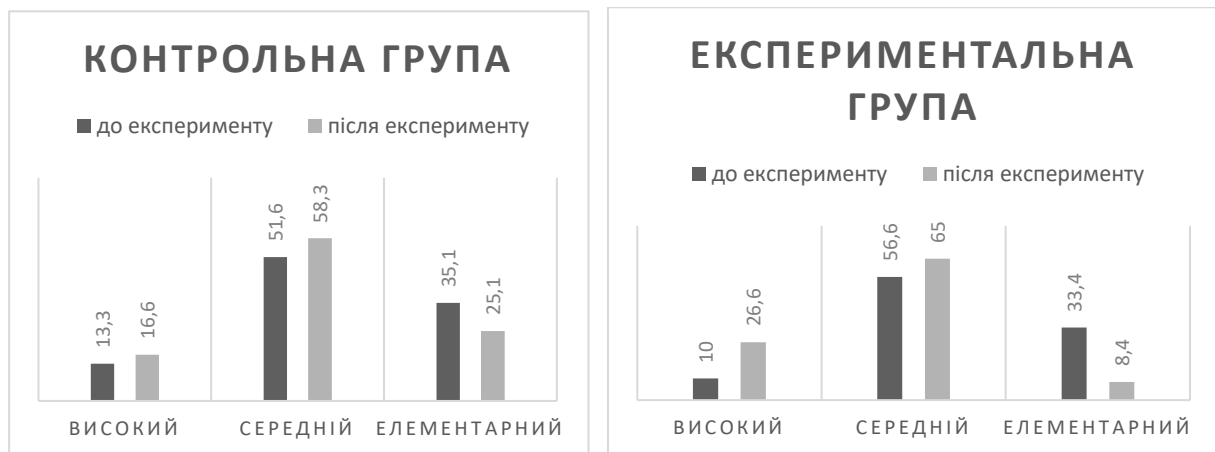 КОНТРОЛЬНА ГРУПА
до експерименту після експерименту
13,3 16,6 51,6 58,3 35,1 25,1
ВИСОКИЙ СЕРЕДНІЙ ЕЛЕМЕНТАРНИЙ
ЕКСПЕРИМЕНТАЛЬНА
ГРУПА
до експерименту після експерименту
10 26,6 56,6 65 33,4 8,4
ВИСОКИЙ СЕРЕДНІЙ ЕЛЕМЕНТАРНИЙ